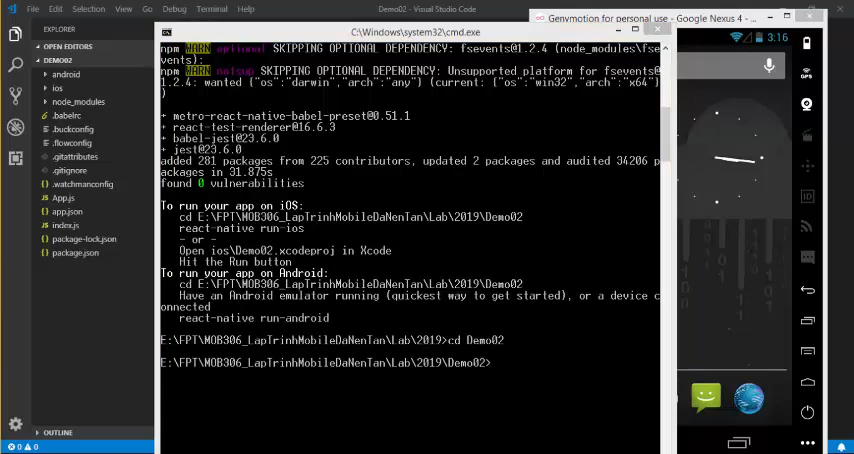 File Edit Selection View Go Debug Terminal Help
Demo02 - Visual Studio Code
Genymotion for personal use - Google Nexus 4 -
EXPLORER
OPEN EDITORS
DEMO02
android
ios
node_modules
.babelrc
.buckconfig
.flowconfig
.gitattributes
.gitignore
.watchmanconfig
App.js
app.json
index.js
package-lock.json
package.json
OUTLINE
0 0
C:\Windows\system32\cmd.exe
npm WARN optional SKIPPING OPTIONAL DEPENDENCY: fsevents@1.2.4 (node_modules\fse
vents):
npm WARN notsup SKIPPING OPTIONAL DEPENDENCY: Unsupported platform for fsevents@
1.2.4: wanted {"os":"darwin","arch":"any"} (current: {"os":"win32","arch":"x64"}
)
+ metro-react-native-babel-preset@0.51.1
+ react-test-renderer@16.6.3
+ babel-jest@23.6.0
+ jest@23.6.0
added 281 packages from 225 contributors, updated 2 packages and audited 34206 p
ackages in 31.875s
found 0 vulnerabilities
To run your app on iOS:
cd E:\FPT\MOB306_LapTrinhMobileDaNenTan\Lab\2019\Demo02
react-native run-ios
- or -
Open ios\Demo02.xcodeproj in Xcode
Hit the Run button
To run your app on Android:
cd E:\FPT\MOB306_LapTrinhMobileDaNenTan\Lab\2019\Demo02
Have an Android emulator running (quickest way to get started), or a device c
onnected
react-native run-android
E:\FPT\MOB306_LapTrinhMobileDaNenTan\Lab\2019>cd Demo02
E:\FPT\MOB306_LapTrinhMobileDaNenTan\Lab\2019\Demo02>
3:16
GPS
ID